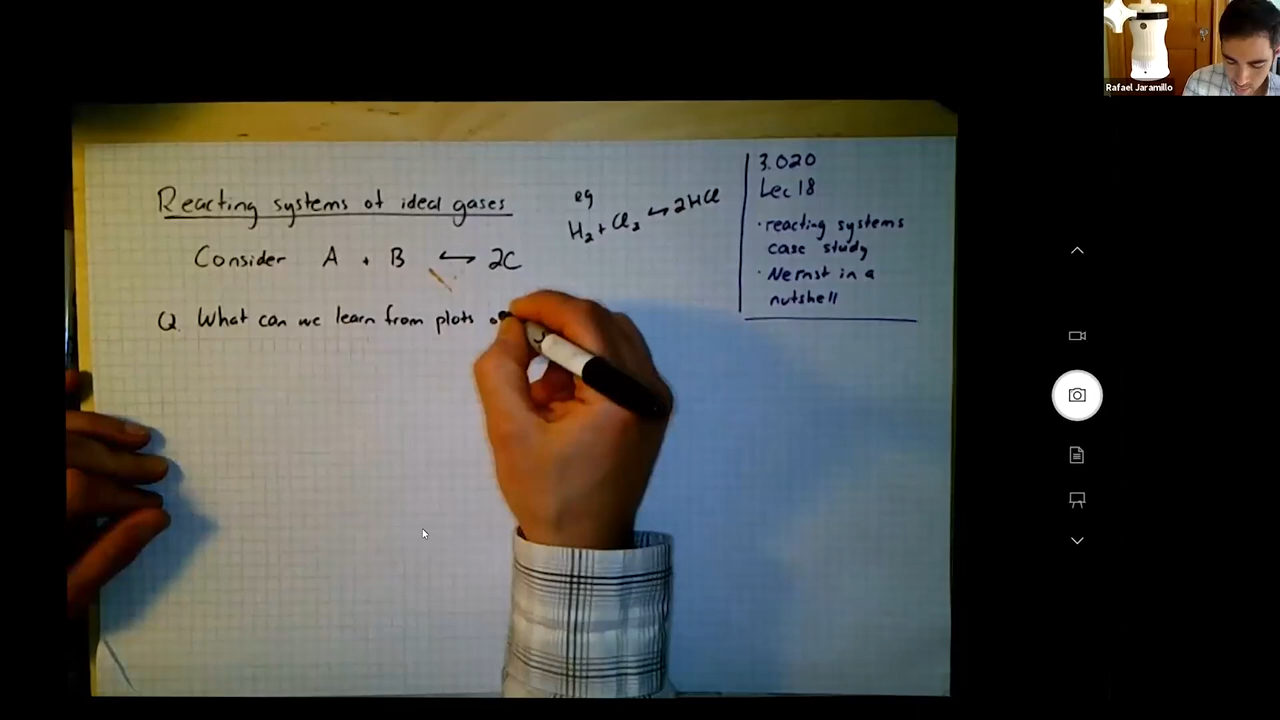 Reacting systems of ideal gases
eg
H₂ + Cl₂ ↔ 2HCl
Consider A + B ↔ 2C
Q. What can we learn from plots
3.020
Lec 18
· reacting systems
case study
· Nernst in a
nutshell
Rafael Jaramillo